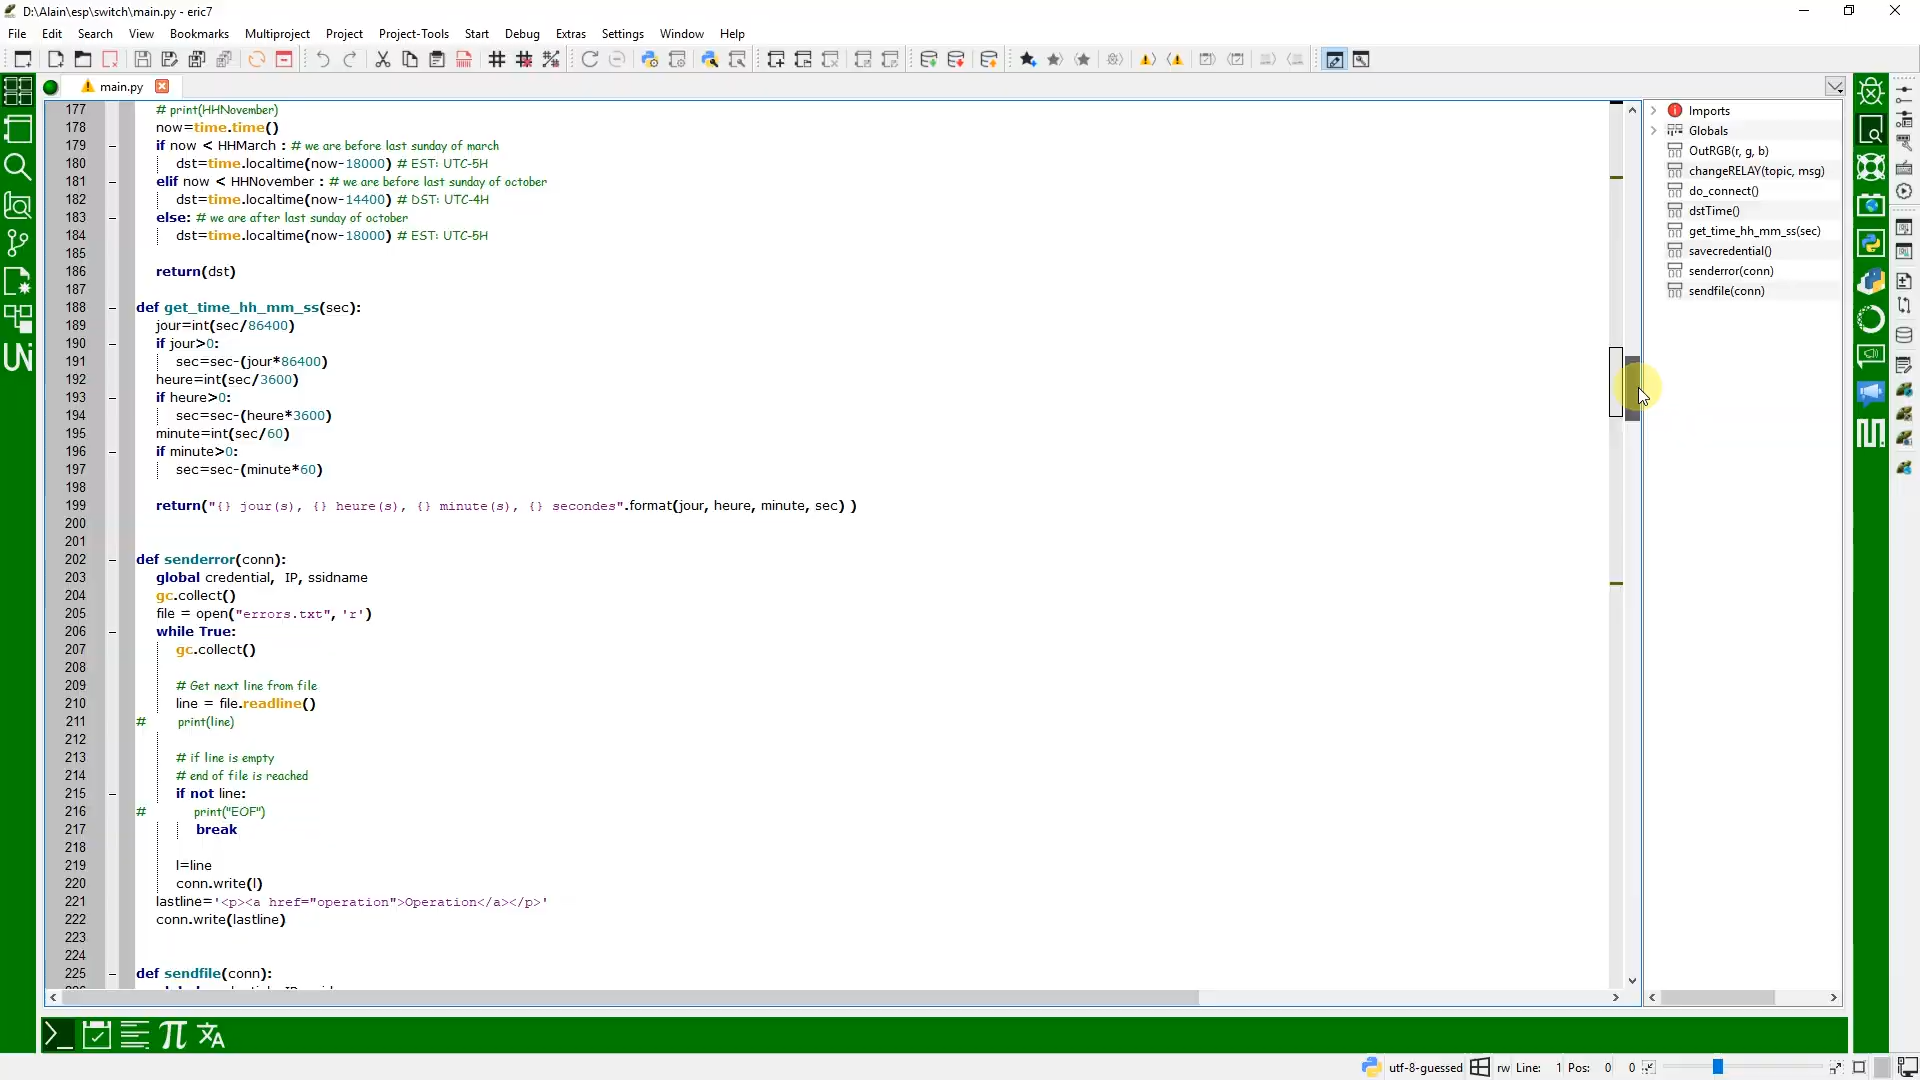 D:\Alain\esp\switch\main.py - eric7
File Edit Search View Bookmarks Multiproject Project Project-Tools Start Debug Extras Settings Window Help
main.py
177 # print(HHNovember)
178 now=time.time()
179 if now < HHMarch : # we are before last sunday of march
180 dst=time.localtime(now-18000) # EST: UTC-5H
181 elif now < HHNovember : # we are before last sunday of october
182 dst=time.localtime(now-14400) # DST: UTC-4H
183 else: # we are after last sunday of october
184 dst=time.localtime(now-18000) # EST: UTC-5H
185
186 return(dst)
187
188 def get_time_hh_mm_ss(sec):
189 jour=int(sec/86400)
190 if jour>0:
191 sec=sec-(jour*86400)
192 heure=int(sec/3600)
193 if heure>0:
194 sec=sec-(heure*3600)
195 minute=int(sec/60)
196 if minute>0:
197 sec=sec-(minute*60)
198
199 return("{} jour(s), {} heure(s), {} minute(s), {} secondes".format(jour, heure, minute, sec) )
200
201
202 def senderror(conn):
203 global credential, IP, ssidname
204 gc.collect()
205 file = open("errors.txt", 'r')
206 while True:
207 gc.collect()
208
209 # Get next line from file
210 line = file.readline()
211 # print(line)
212
213 # if line is empty
214 # end of file is reached
215 if not line:
216 # print("EOF")
217 break
218
219 l=line
220 conn.write(l)
221 lastline='<p><a href="operation">Operation</a></p>'
222 conn.write(lastline)
223
224
225 def sendfile(conn):
Imports
Globals
OutRGB(r, g, b)
changeRELAY(topic, msg)
do_connect()
dstTime()
get_time_hh_mm_ss(sec)
savecredential()
senderror(conn)
sendfile(conn)
utf-8-guessed rw Line: 1 Pos: 0 0